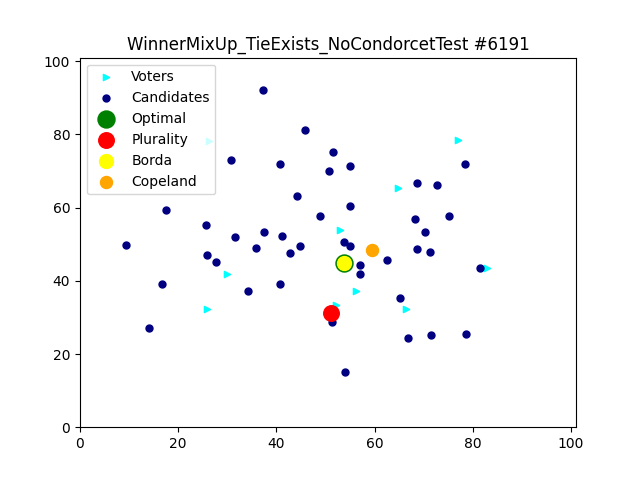 WinnerMixUp_TieExists_NoCondorcetTest #6191
100
80
60
40
20
0
0
20
40
60
80
100
Voters
Candidates
Optimal
Plurality
Borda
Copeland